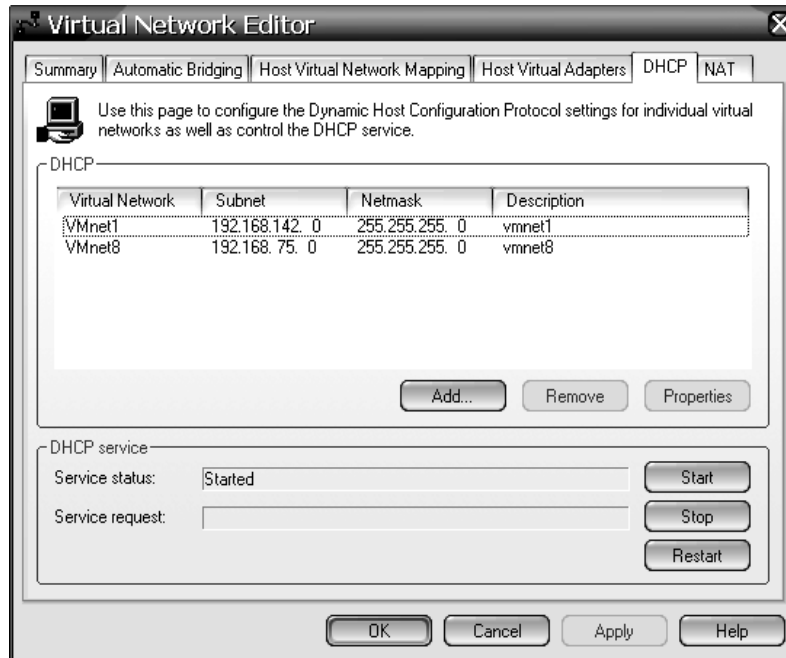 Virtual Network Editor
Summary Automatic Bridging Host Virtual Network Mapping Host Virtual Adapters DHCP NAT
Use this page to configure the Dynamic Host Configuration Protocol settings for individual virtual
networks as well as control the DHCP service.
DHCP
Virtual Network Subnet Netmask Description
VMnet1 192.168.142. 0 255.255.255. 0 vmnet1
VMnet8 192.168. 75. 0 255.255.255. 0 vmnet8
Add... Remove Properties
DHCP service
Service status: Started Start
Service request: Stop
Restart
OK Cancel Apply Help